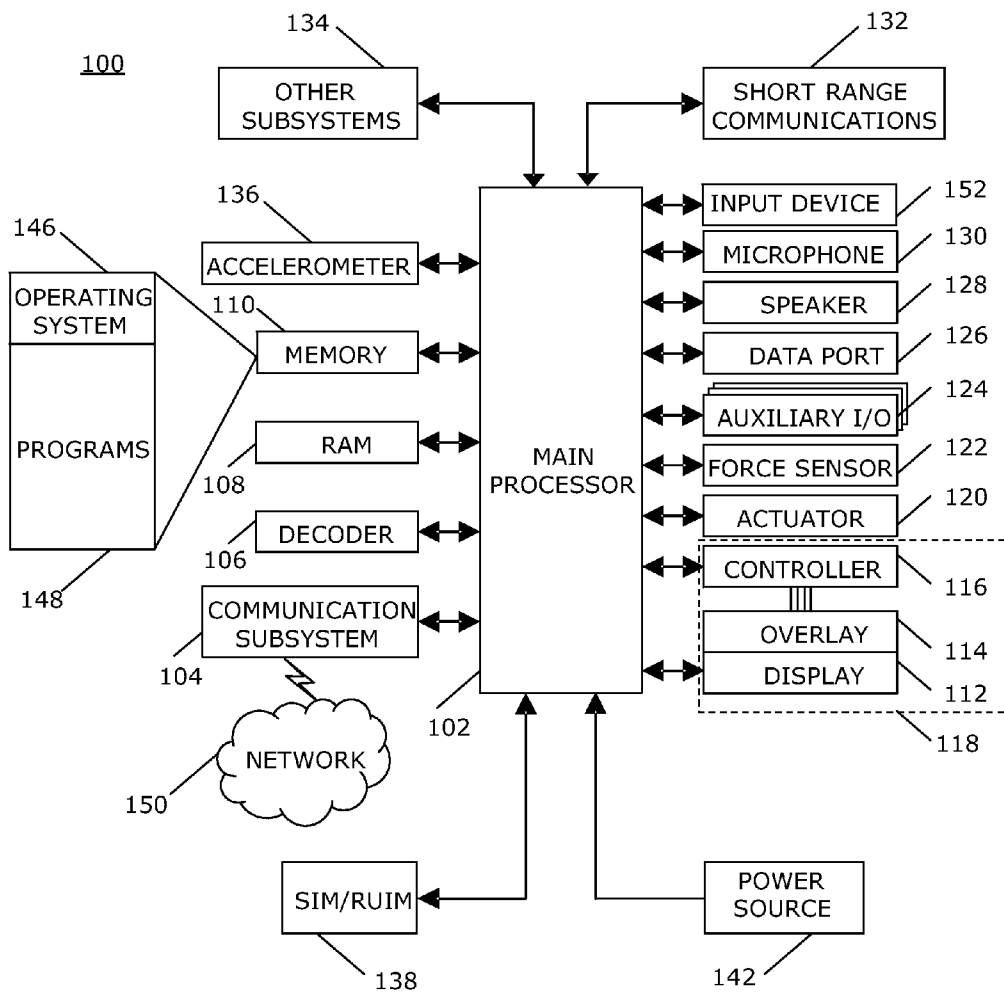 134
132
100
OTHER
SUBSYSTEMS
SHORT RANGE
COMMUNICATIONS
136
INPUT DEVICE
152
146
ACCELEROMETER
MICROPHONE
130
OPERATING
SYSTEM
110
SPEAKER
128
MEMORY
DATA PORT
126
AUXILIARY I/O
124
PROGRAMS
RAM
MAIN
PROCESSOR
FORCE SENSOR
122
108
DECODER
ACTUATOR
120
106
CONTROLLER
116
148
COMMUNICATION
SUBSYSTEM
OVERLAY
114
104
DISPLAY
112
102
118
NETWORK
150
SIM/RUIM
POWER
SOURCE
138
142